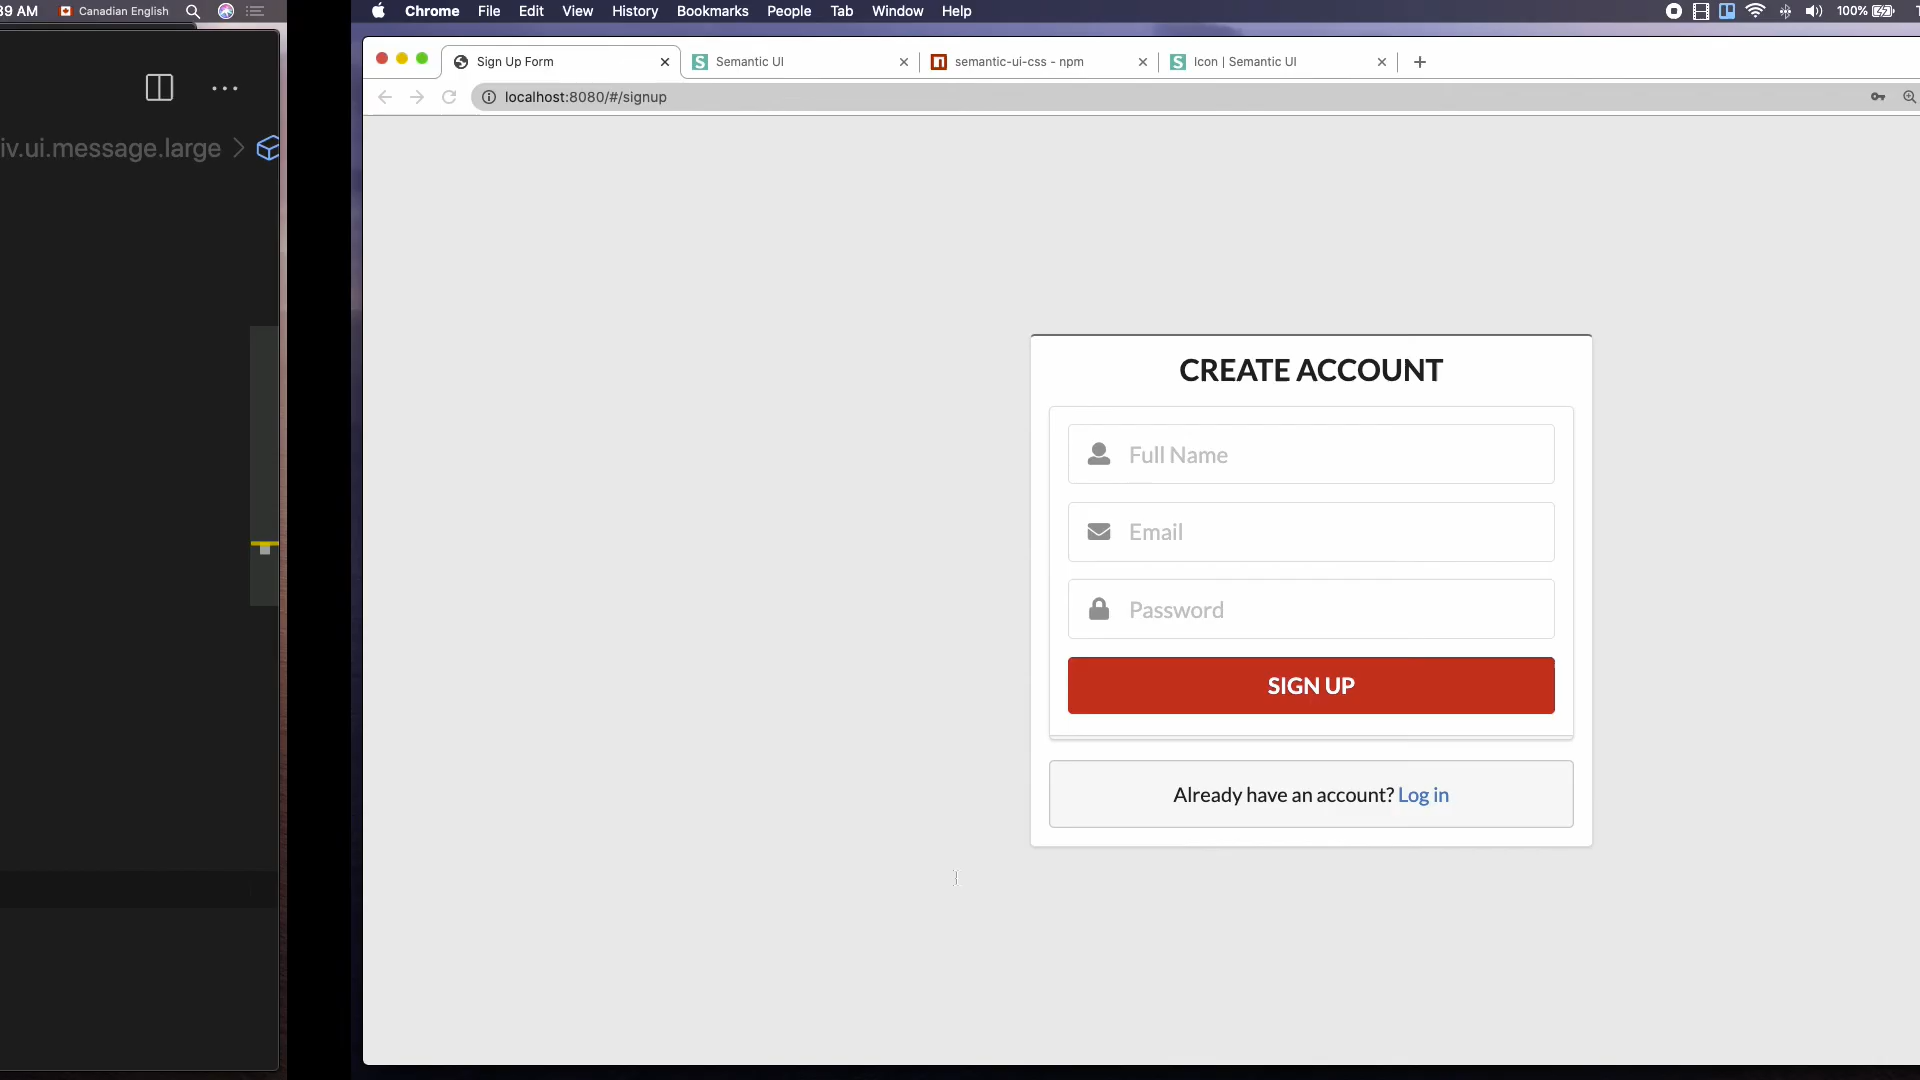 39 AM Canadian English
iv.ui.message.large
Chrome File Edit View History Bookmarks People Tab Window Help 100%
Sign Up Form
Semantic UI
semantic-ui-css - npm
Icon | Semantic UI
localhost:8080/#/signup
CREATE ACCOUNT
Full Name
Email
Password
SIGN UP
Already have an account? Log in